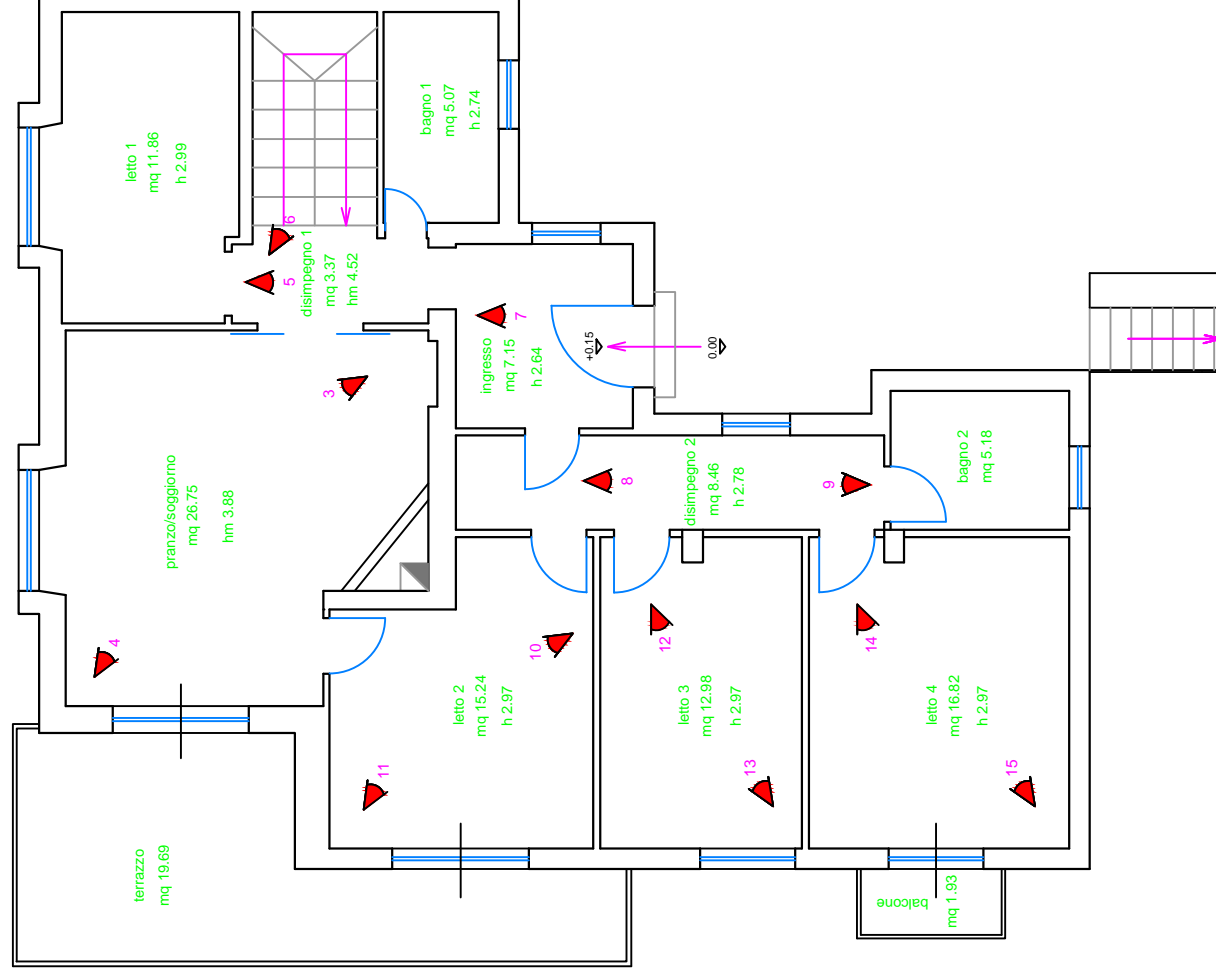 letto 1
mq 11.86
h 2.99
bagno 1
mq 5.07
h 2.74
6
5
disimpegno 1
mq 3.37
hm 4.52
7
ingresso
mq 7.15
h 2.64
+0.15
0.00
3
pranzo/soggiorno
mq 26.75
hm 3.88
4
8
disimpegno 2
mq 8.46
h 2.78
9
bagno 2
mq 5.18
10
letto 2
mq 15.24
h 2.97
11
12
letto 3
mq 12.98
h 2.97
13
14
letto 4
mq 16.82
h 2.97
15
terrazzo
mq 19.69
balcone
mq 1.93